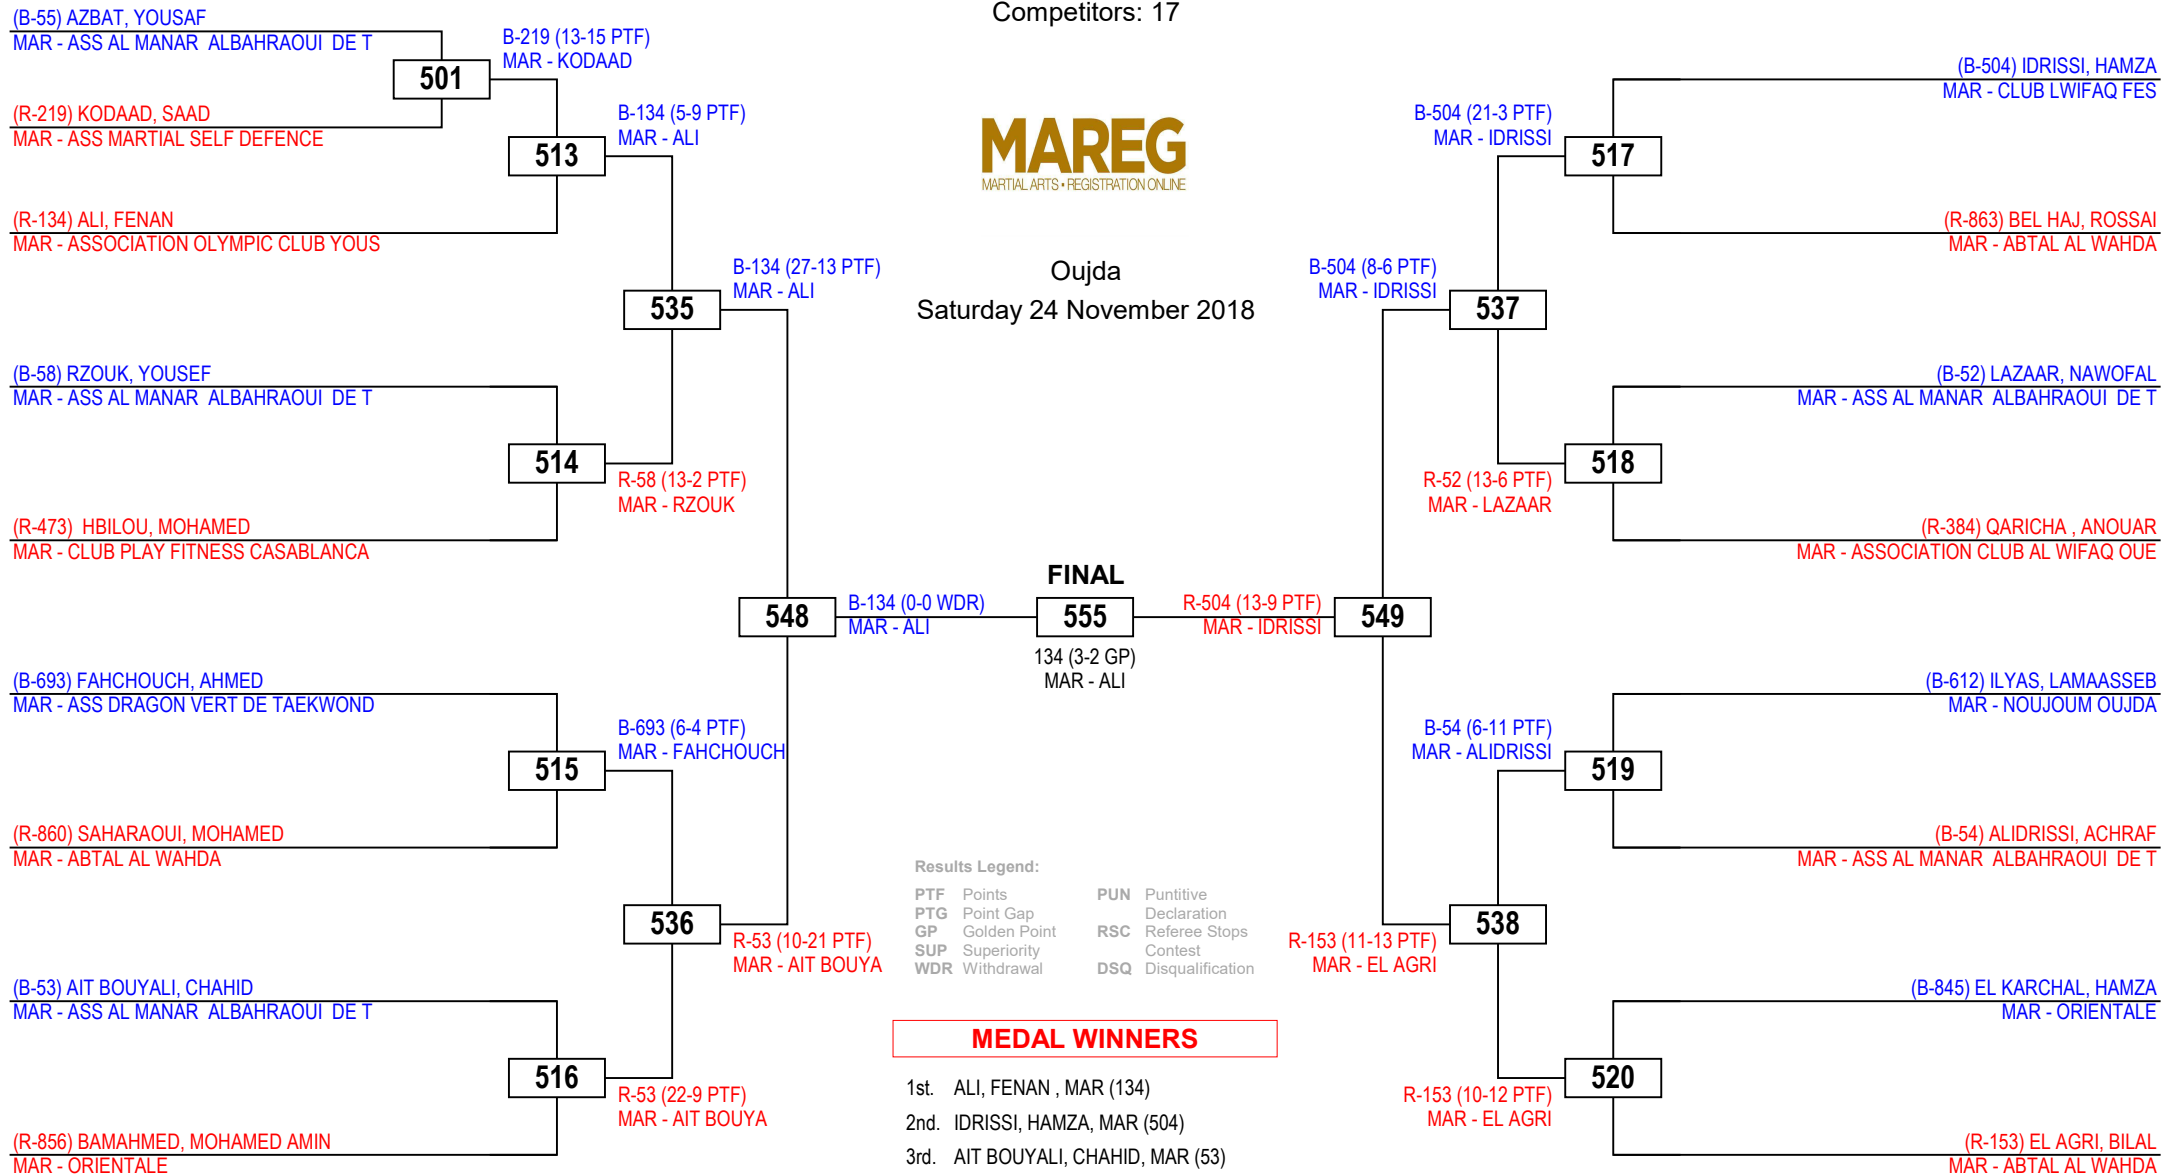 Competitors: 17
MAREG
MARTIAL ARTS • REGISTRATION ONLINE
Oujda
Saturday 24 November 2018
(B-55) AZBAT, YOUSAF
MAR - ASS AL MANAR  ALBAHRAOUI  DE T
501
(R-219) KODAAD, SAAD
MAR - ASS MARTIAL SELF DEFENCE
B-219 (13-15 PTF)
MAR - KODAAD
513
(R-134) ALI, FENAN
MAR - ASSOCIATION OLYMPIC CLUB YOUS
B-134 (5-9 PTF)
MAR - ALI
535
B-134 (27-13 PTF)
MAR - ALI
(B-58) RZOUK, YOUSEF
MAR - ASS AL MANAR  ALBAHRAOUI  DE T
514
(R-473)  HBILOU, MOHAMED
MAR - CLUB PLAY FITNESS CASABLANCA
R-58 (13-2 PTF)
MAR - RZOUK
548
B-134 (0-0 WDR)
MAR - ALI
(B-693) FAHCHOUCH, AHMED
MAR - ASS DRAGON VERT DE TAEKWOND
515
(R-860) SAHARAOUI, MOHAMED
MAR - ABTAL AL WAHDA
B-693 (6-4 PTF)
MAR - FAHCHOUCH
536
R-53 (10-21 PTF)
MAR - AIT BOUYA
(B-53) AIT BOUYALI, CHAHID
MAR - ASS AL MANAR  ALBAHRAOUI  DE T
516
(R-856) BAMAHMED, MOHAMED AMIN
MAR - ORIENTALE
R-53 (22-9 PTF)
MAR - AIT BOUYA
FINAL
555
134 (3-2 GP)
MAR - ALI
(B-504) IDRISSI, HAMZA
MAR - CLUB LWIFAQ FES
517
(R-863) BEL HAJ, ROSSAI
MAR - ABTAL AL WAHDA
B-504 (21-3 PTF)
MAR - IDRISSI
537
B-504 (8-6 PTF)
MAR - IDRISSI
(B-52) LAZAAR, NAWOFAL
MAR - ASS AL MANAR  ALBAHRAOUI  DE T
518
(R-384) QARICHA , ANOUAR
MAR - ASSOCIATION CLUB AL WIFAQ OUE
R-52 (13-6 PTF)
MAR - LAZAAR
549
R-504 (13-9 PTF)
MAR - IDRISSI
(B-612) ILYAS, LAMAASSEB
MAR - NOUJOUM OUJDA
519
(B-54) ALIDRISSI, ACHRAF
MAR - ASS AL MANAR  ALBAHRAOUI  DE T
B-54 (6-11 PTF)
MAR - ALIDRISSI
538
R-153 (11-13 PTF)
MAR - EL AGRI
(B-845) EL KARCHAL, HAMZA
MAR - ORIENTALE
520
(R-153) EL AGRI, BILAL
MAR - ABTAL AL WAHDA
R-153 (10-12 PTF)
MAR - EL AGRI
Results Legend:
PTF Points
PTG Point Gap
GP Golden Point
SUP Superiority
WDR Withdrawal
PUN Puntitive
Declaration
RSC Referee Stops
Contest
DSQ Disqualification
MEDAL WINNERS
1st. ALI, FENAN , MAR (134)
2nd. IDRISSI, HAMZA, MAR (504)
3rd. AIT BOUYALI, CHAHID, MAR (53)